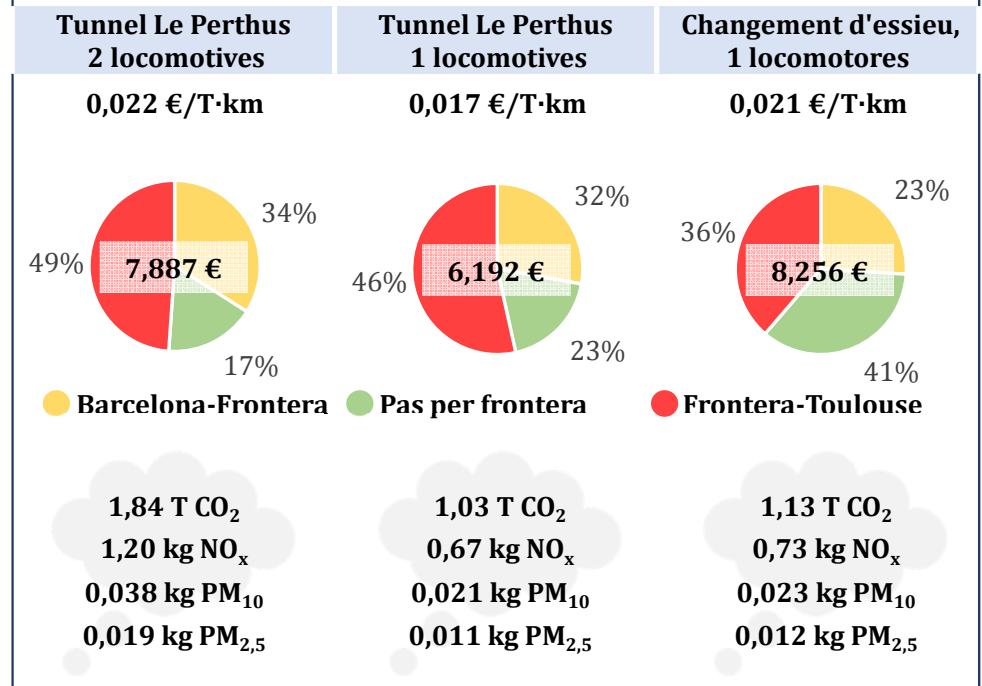 Tunnel Le Perthus
2 locomotives
Tunnel Le Perthus
1 locomotives
Changement d'essieu,
1 locomotores
0,022 €/T·km
0,017 €/T·km
0,021 €/T·km
34%
49%
7,887 €
17%
32%
46%
6,192 €
23%
23%
36%
8,256 €
41%
Barcelona-Frontera
Pas per frontera
Frontera-Toulouse
1,84 T CO₂
1,20 kg NOₓ
0,038 kg PM₁₀
0,019 kg PM₂,₅
1,03 T CO₂
0,67 kg NOₓ
0,021 kg PM₁₀
0,011 kg PM₂,₅
1,13 T CO₂
0,73 kg NOₓ
0,023 kg PM₁₀
0,012 kg PM₂,₅